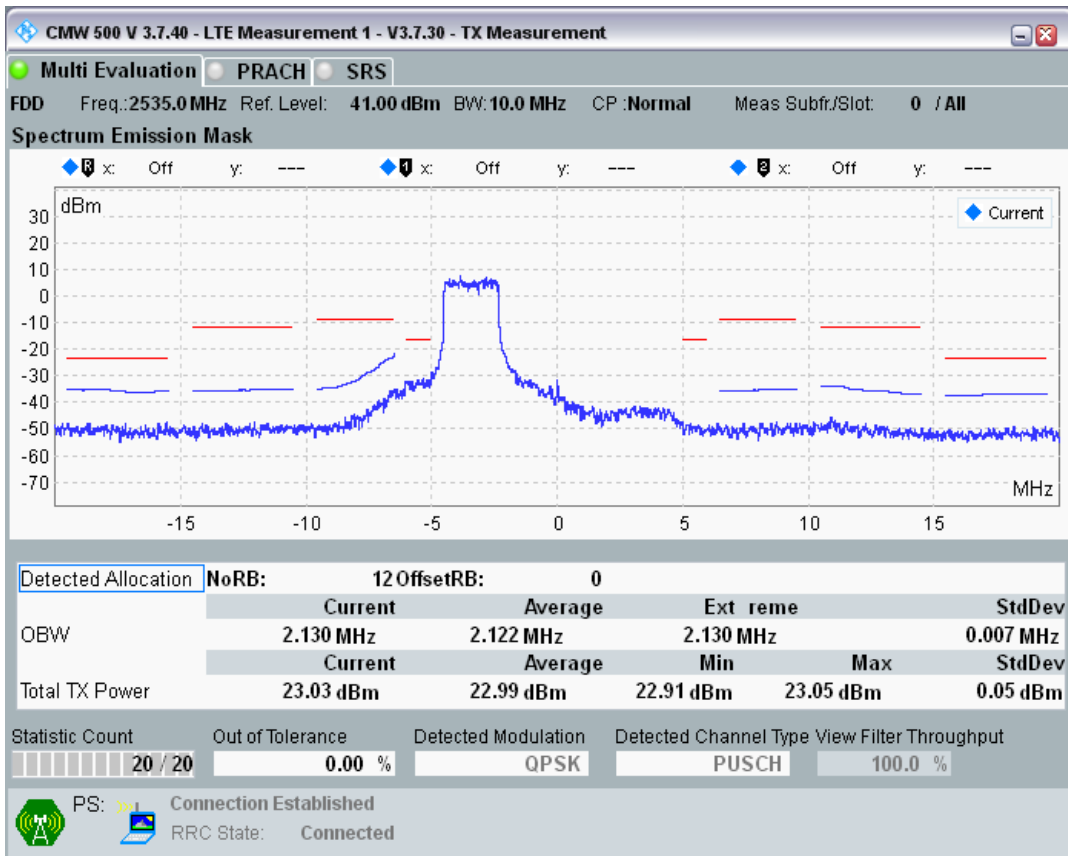 CMW 500 V 3.7.40 - LTE Measurement 1 - V3.7.30 - TX Measurement
Multi Evaluation PRACH SRS
FDD Freq.:2535.0 MHz Ref. Level: 41.00 dBm BW:10.0 MHz CP :Normal Meas Subfr./Slot: 0 / All
Spectrum Emission Mask
R x: Off y: --- 1 x: Off y: --- 2 x: Off y: ---
dBm
Current
30
20
10
0
-10
-20
-30
-40
-50
-60
-70
MHz
-15 -10 -5 0 5 10 15
Detected Allocation NoRB: 12 OffsetRB: 0
Current Average Ext reme StdDev
OBW 2.130 MHz 2.122 MHz 2.130 MHz 0.007 MHz
Current Average Min Max StdDev
Total TX Power 23.03 dBm 22.99 dBm 22.91 dBm 23.05 dBm 0.05 dBm
Statistic Count Out of Tolerance Detected Modulation Detected Channel Type View Filter Throughput
20 / 20 0.00 % QPSK PUSCH 100.0 %
PS: Connection Established
RRC State: Connected